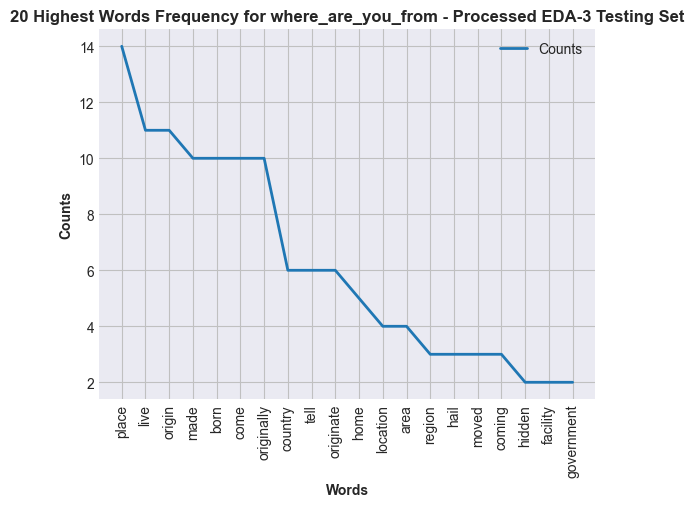 20 Highest Words Frequency for where_are_you_from - Processed EDA-3 Testing Set
Counts
14
12
10
8
6
4
2
Counts
place
live
origin
made
born
come
originally
country
tell
originate
home
location
area
region
hail
moved
coming
hidden
facility
government
Words